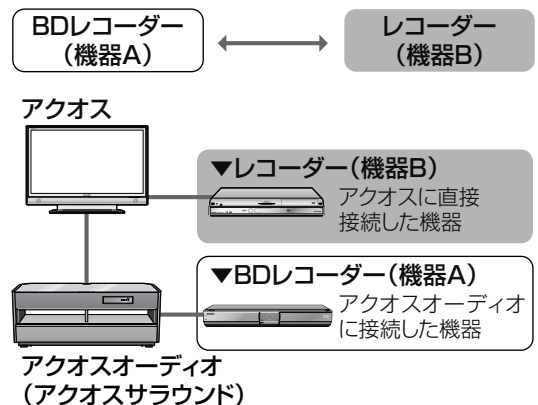 BDレコーダー
（機器A）
レコーダー
（機器B）
アクオス
▼レコーダー（機器B）
アクオスに直接
接続した機器
▼BDレコーダー（機器A）
アクオスオーディオ
に接続した機器
アクオスオーディオ
（アクオスサラウンド）